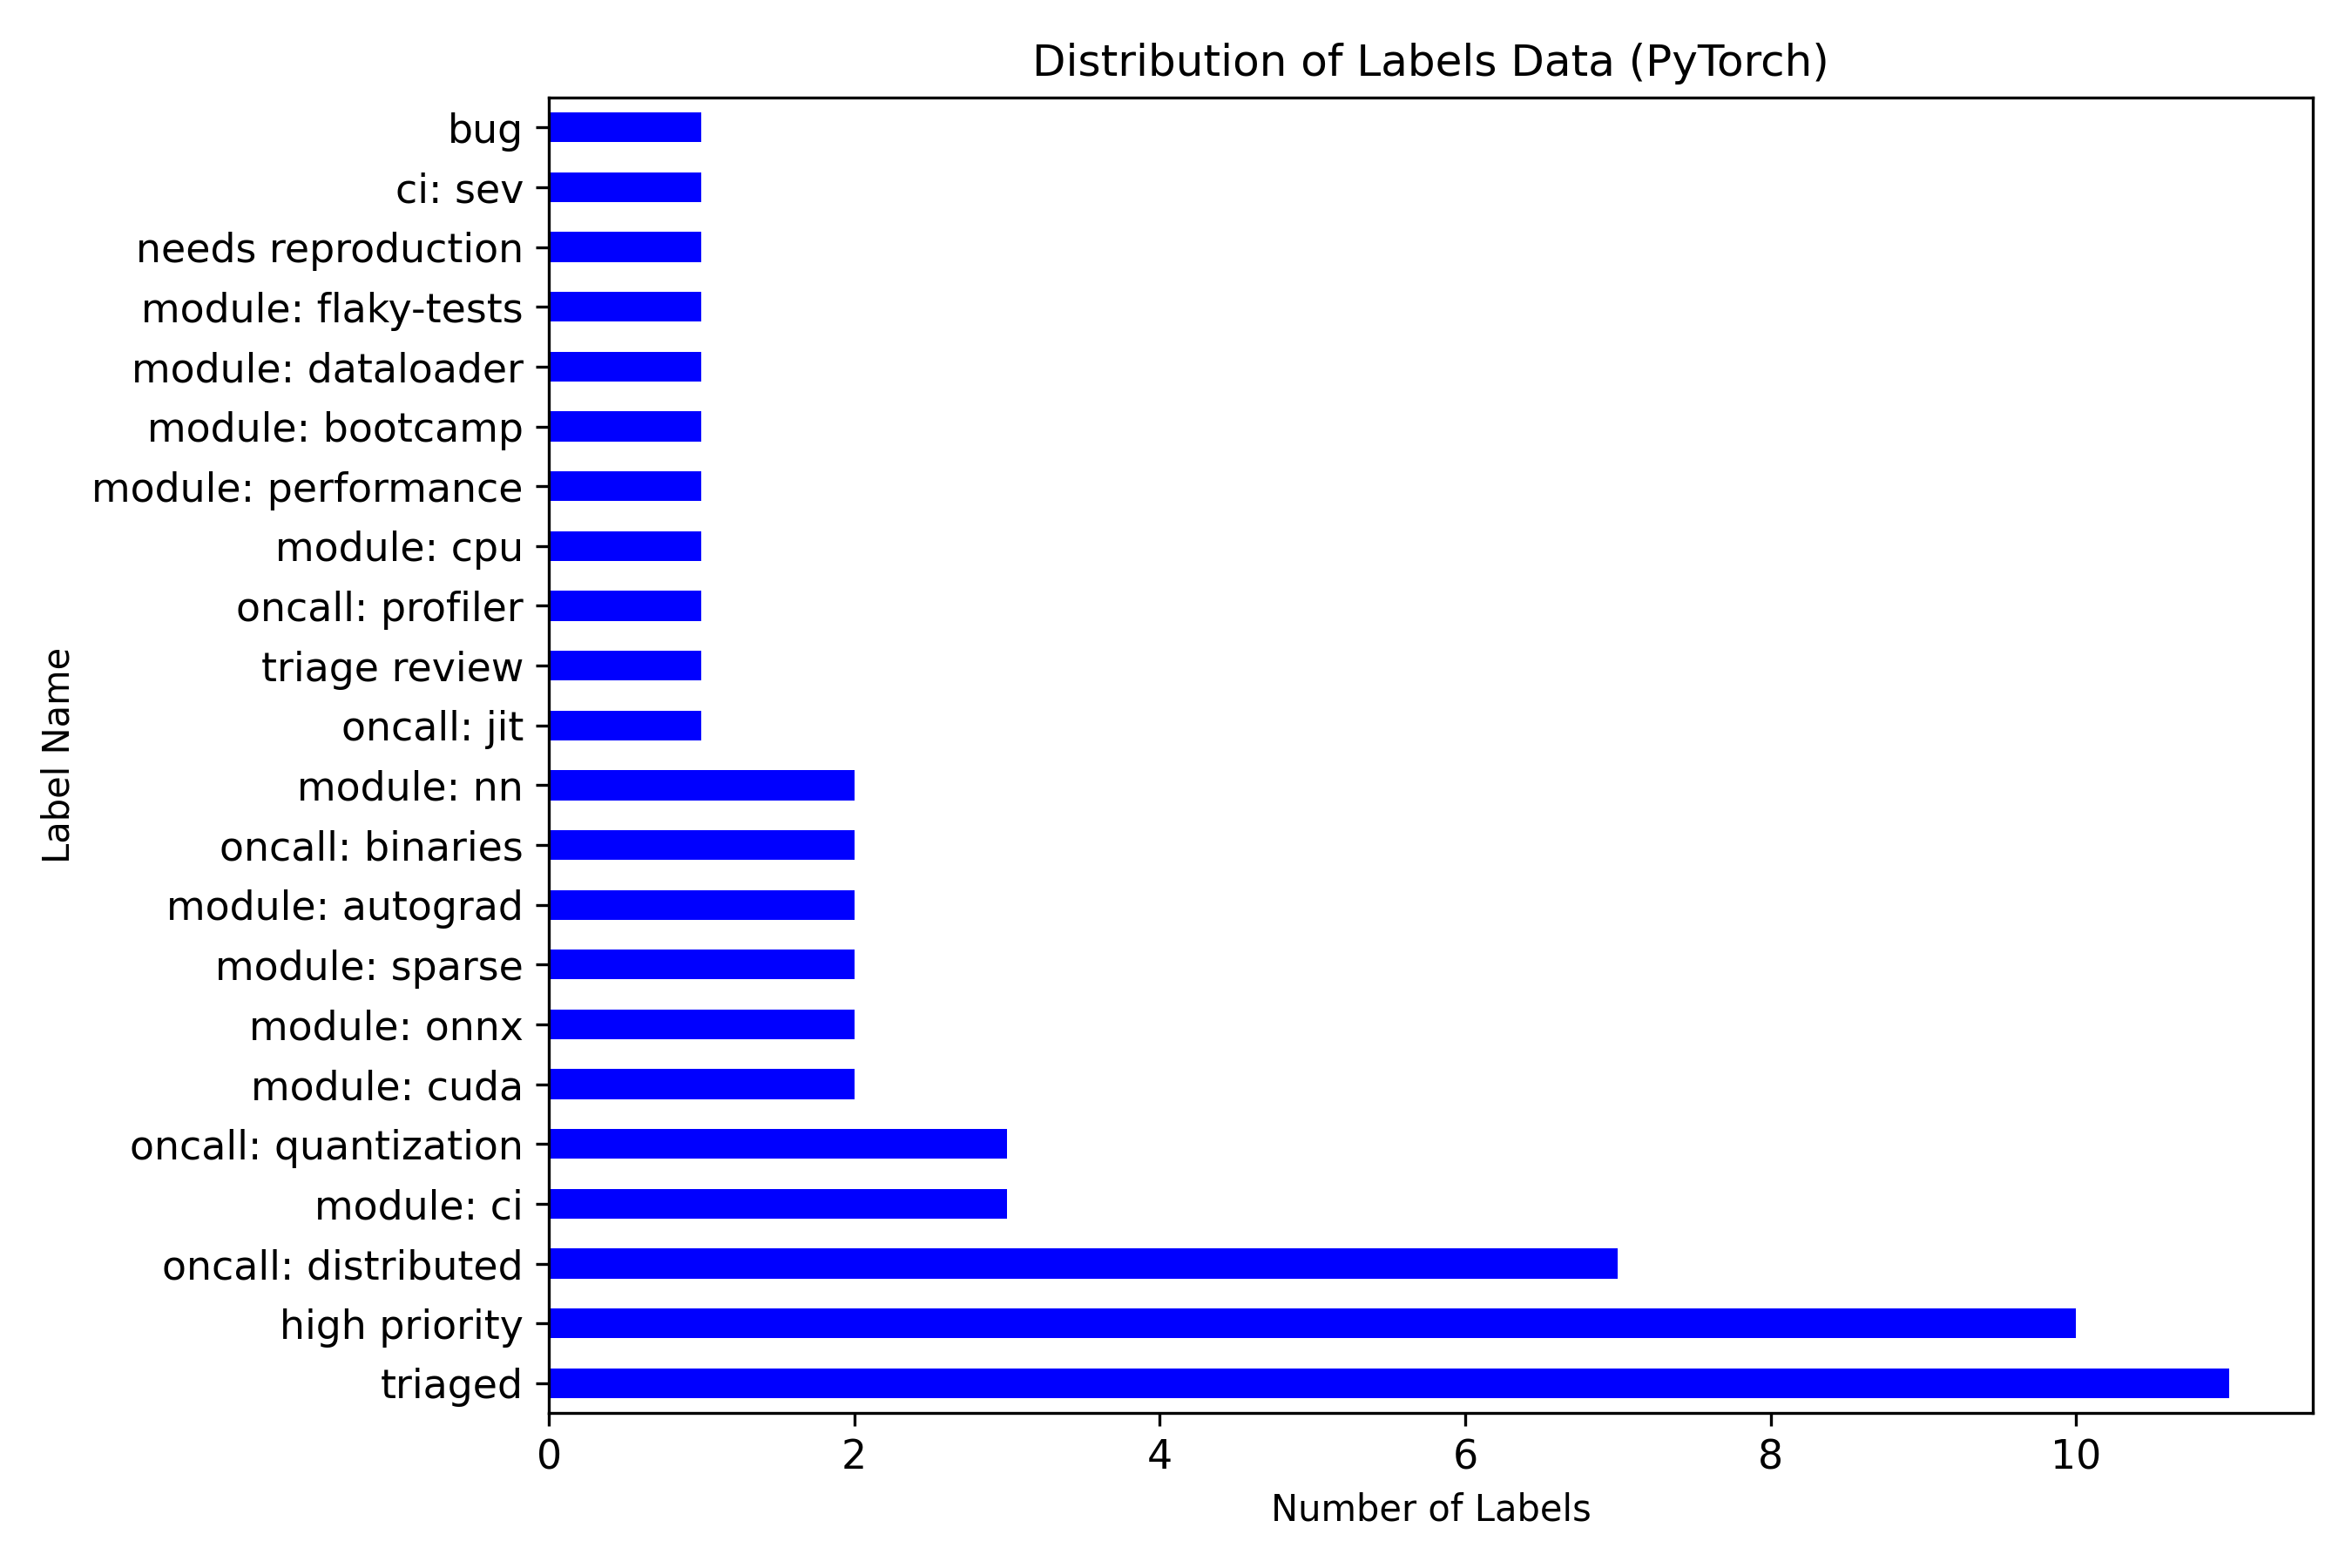 Distribution of Labels Data (PyTorch)
bug
ci: sev
needs reproduction
module: flaky-tests
module: dataloader
module: bootcamp
module: performance
module: cpu
oncall: profiler
triage review
oncall: jit
module: nn
oncall: binaries
module: autograd
module: sparse
module: onnx
module: cuda
oncall: quantization
module: ci
oncall: distributed
high priority
triaged
Label Name
0 2 4 6 8 10
Number of Labels